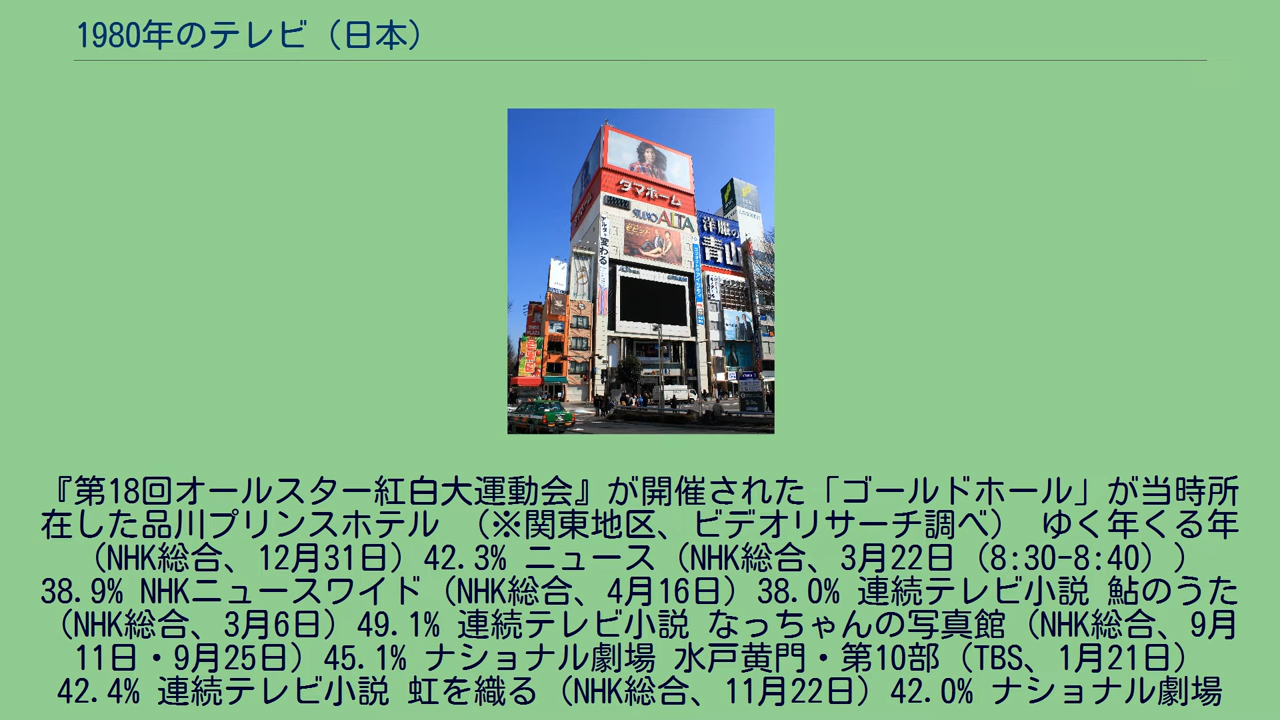 1980年のテレビ（日本）
タマホーム
STUDIO ALTA
洋服の
青山
変わる
『第18回オールスター紅白大運動会』が開催された「ゴールドホール」が当時所
在した品川プリンスホテル （※関東地区、ビデオリサーチ調べ） ゆく年くる年
（NHK総合、12月31日）42.3% ニュース（NHK総合、3月22日（8:30-8:40））
38.9% NHKニュースワイド（NHK総合、4月16日）38.0% 連続テレビ小説 鮎のうた
（NHK総合、3月6日）49.1% 連続テレビ小説 なっちゃんの写真館（NHK総合、9月
11日・9月25日）45.1% ナショナル劇場 水戸黄門・第10部（TBS、1月21日）
42.4% 連続テレビ小説 虹を織る（NHK総合、11月22日）42.0% ナショナル劇場